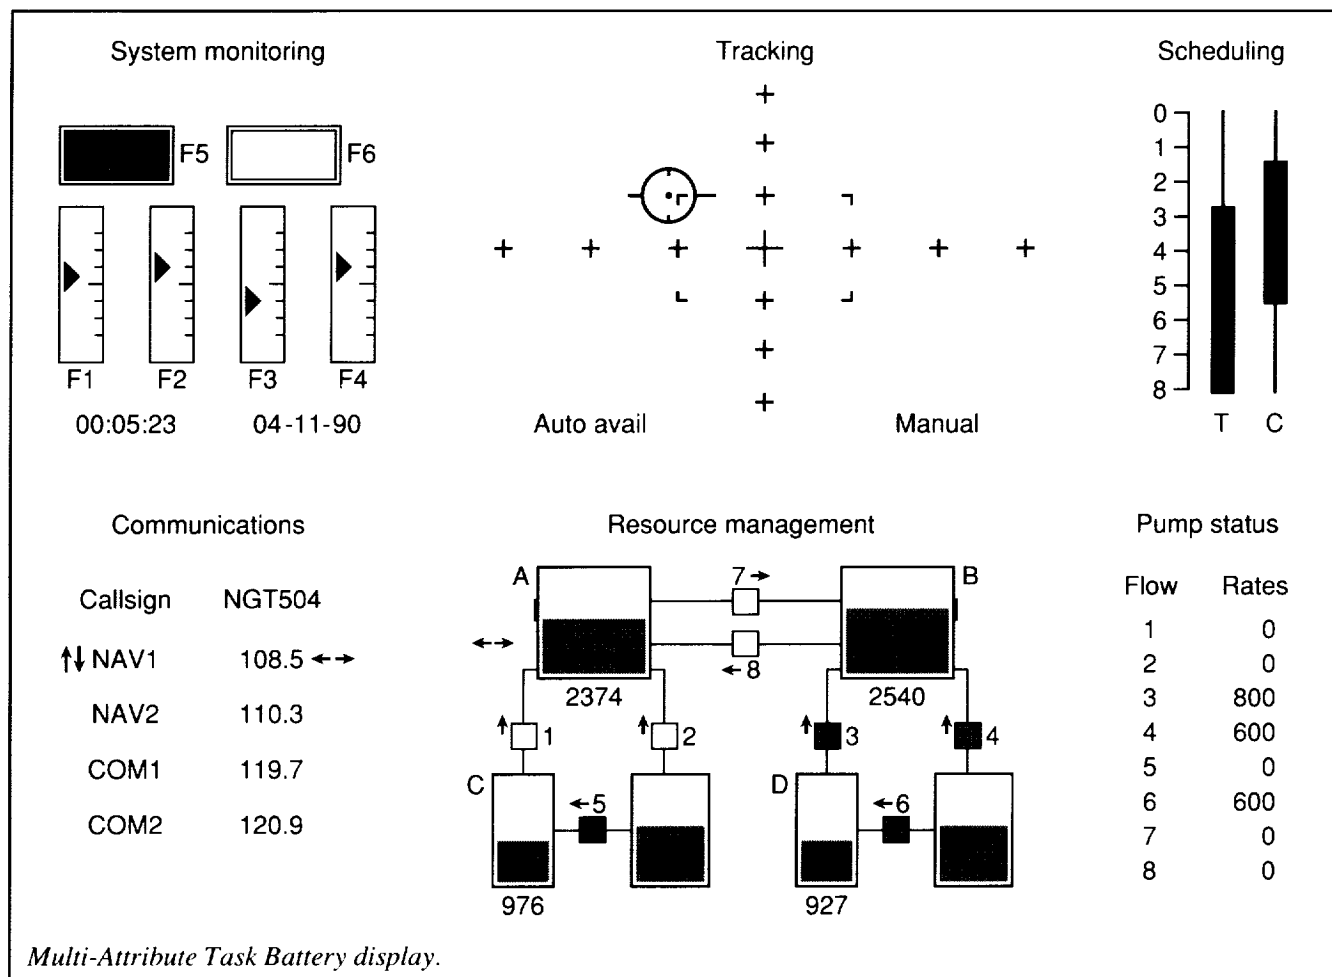 System monitoring
F5
F6
F1 F2 F3 F4
00:05:23 04-11-90
Tracking
Auto avail Manual
Scheduling
0
1
2
3
4
5
6
7
8
T C
Communications
Callsign NGT504
NAV1 108.5
NAV2 110.3
COM1 119.7
COM2 120.9
Resource management
A 7 B
8
2374 2540
1 2 3 4
C 5 D 6
976 927
Pump status
Flow Rates
1 0
2 0
3 800
4 600
5 0
6 600
7 0
8 0
Multi-Attribute Task Battery display.